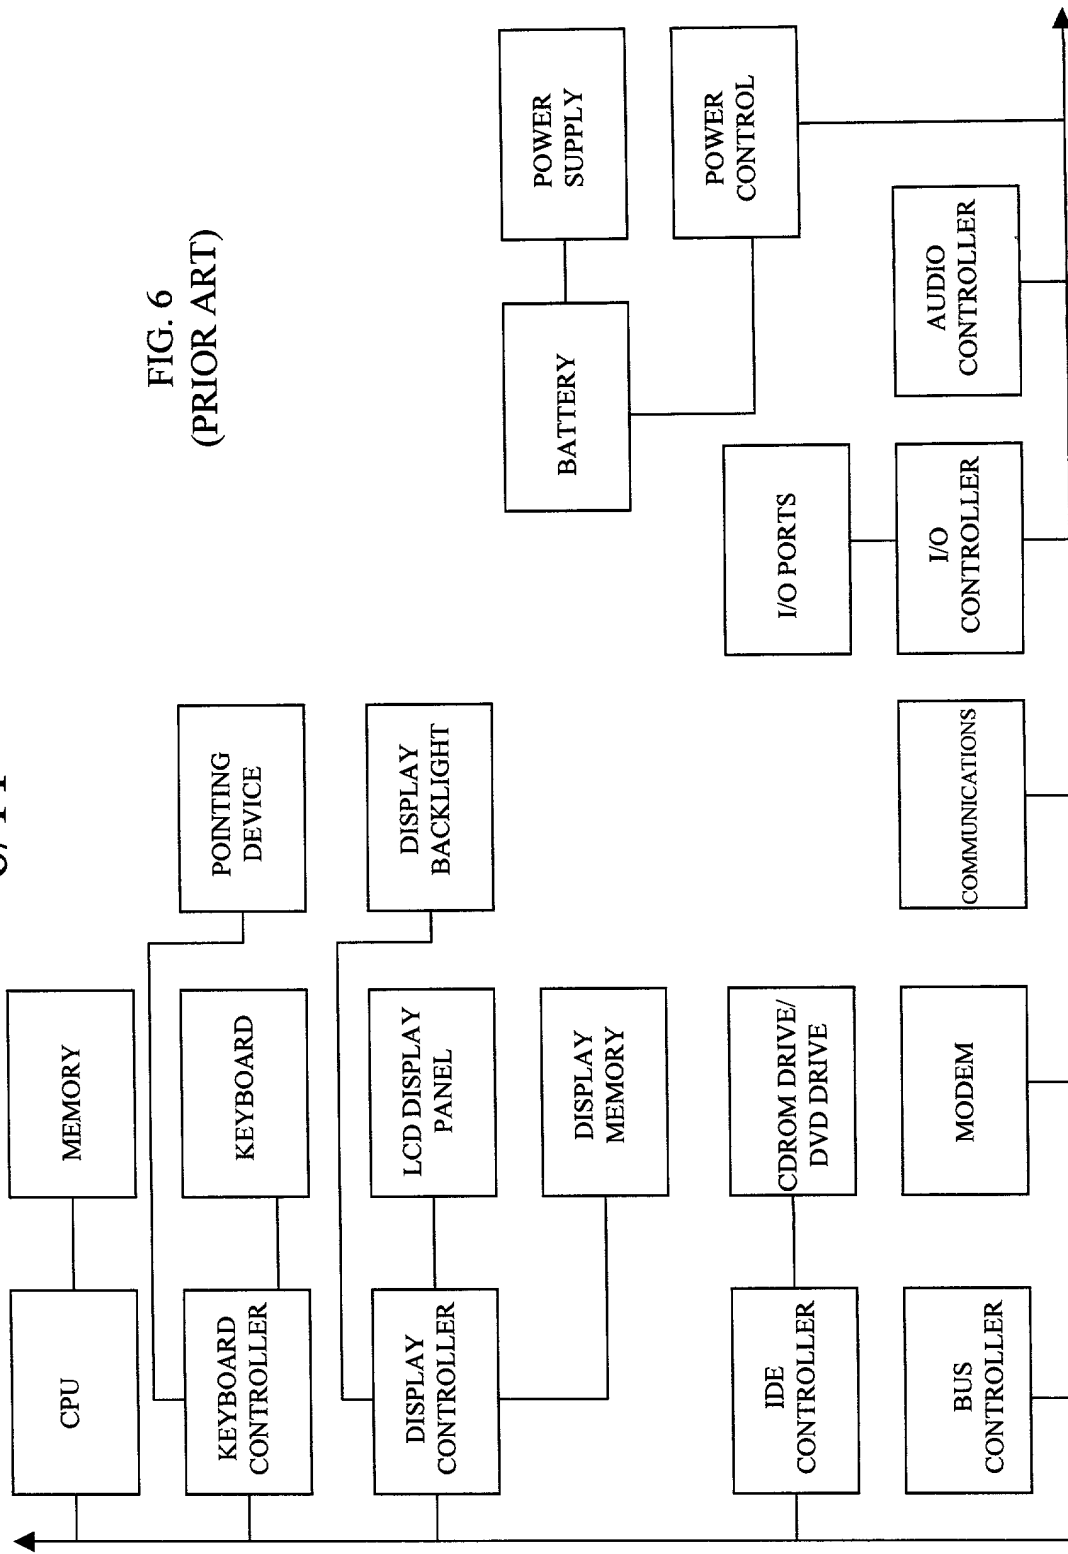 FIG. 6
(PRIOR ART)
MEMORY
CPU
POINTING
DEVICE
KEYBOARD
KEYBOARD
CONTROLLER
DISPLAY
BACKLIGHT
LCD DISPLAY
PANEL
DISPLAY
CONTROLLER
DISPLAY
MEMORY
CDROM DRIVE/
DVD DRIVE
IDE
CONTROLLER
POWER
SUPPLY
BATTERY
POWER
CONTROL
I/O PORTS
BUS
CONTROLLER
MODEM
COMMUNICATIONS
I/O
CONTROLLER
AUDIO
CONTROLLER